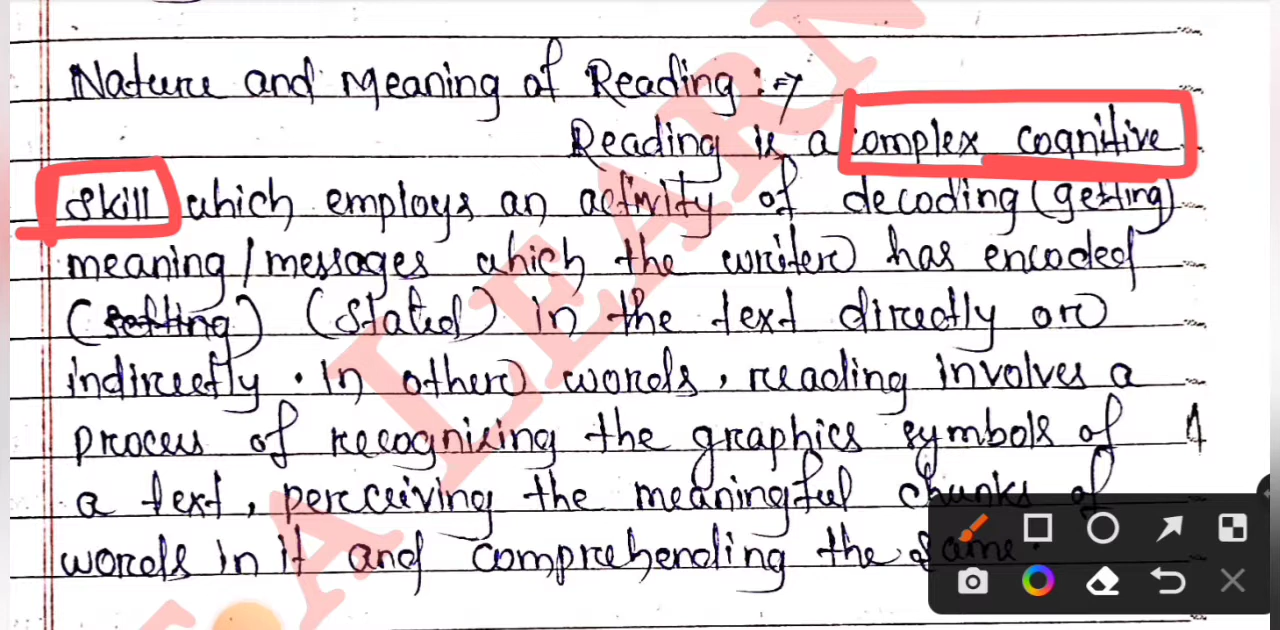 Nature and Meaning of Reading :-
Reading is a complex cognitive
skill which employs an activity of decoding (getting)
meaning / messages which the writer has encoded
(setting) (stated) in the text directly or
indirectly. In other words, reading involves a
process of recognizing the graphics symbols of
a text, perceiving the meaningful chunks of
words in it and comprehending the same.
LEARN